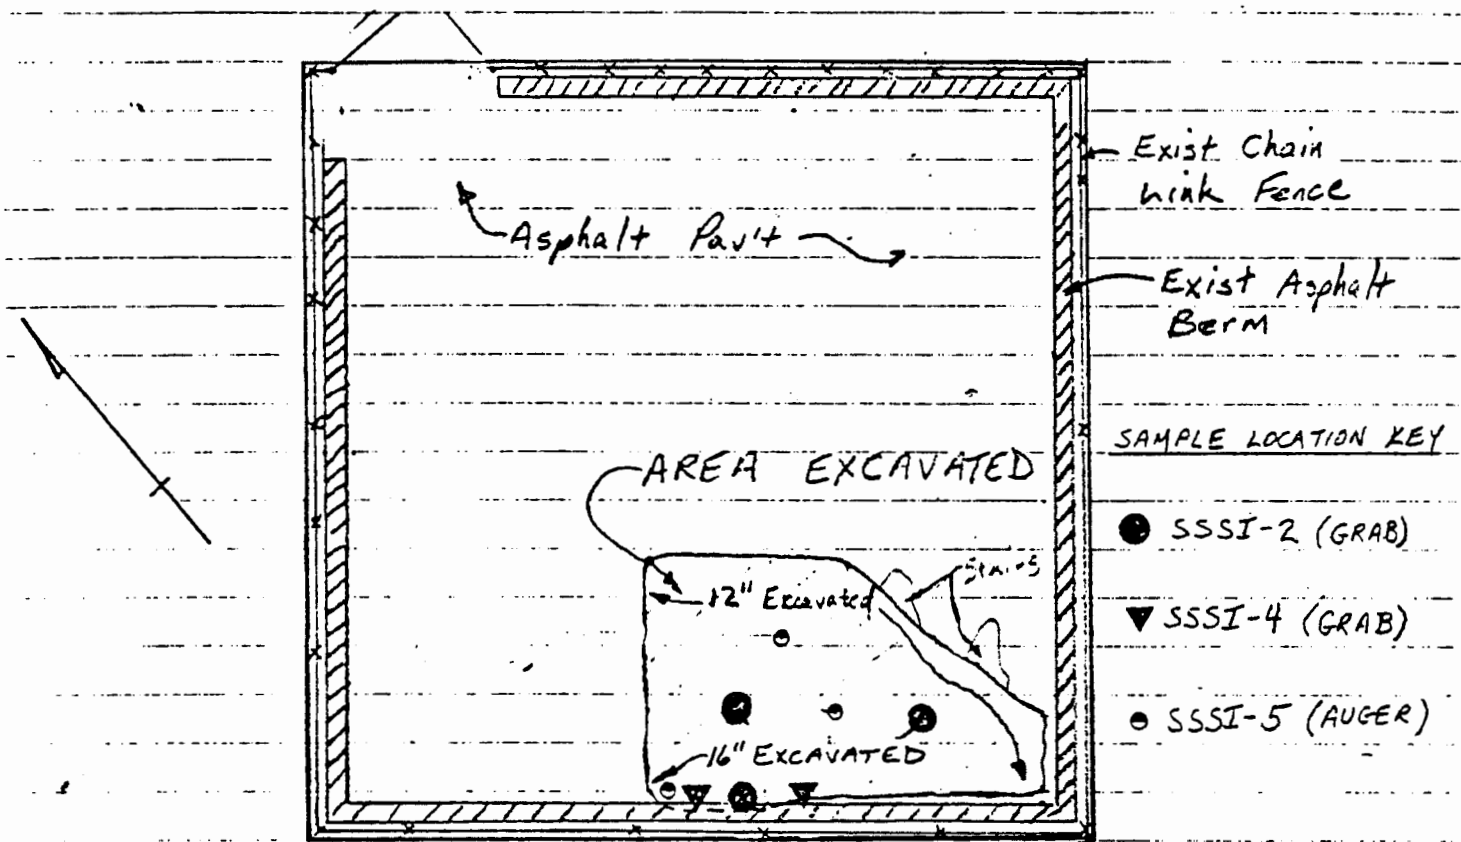 Exist Chain
Link Fence
Asphalt Pav't
Exist Asphalt
Berm
SAMPLE LOCATION KEY
AREA EXCAVATED
SSSI-2 (GRAB)
Stains
12" Excavated
SSSI-4 (GRAB)
SSSI-5 (AUGER)
16" EXCAVATED